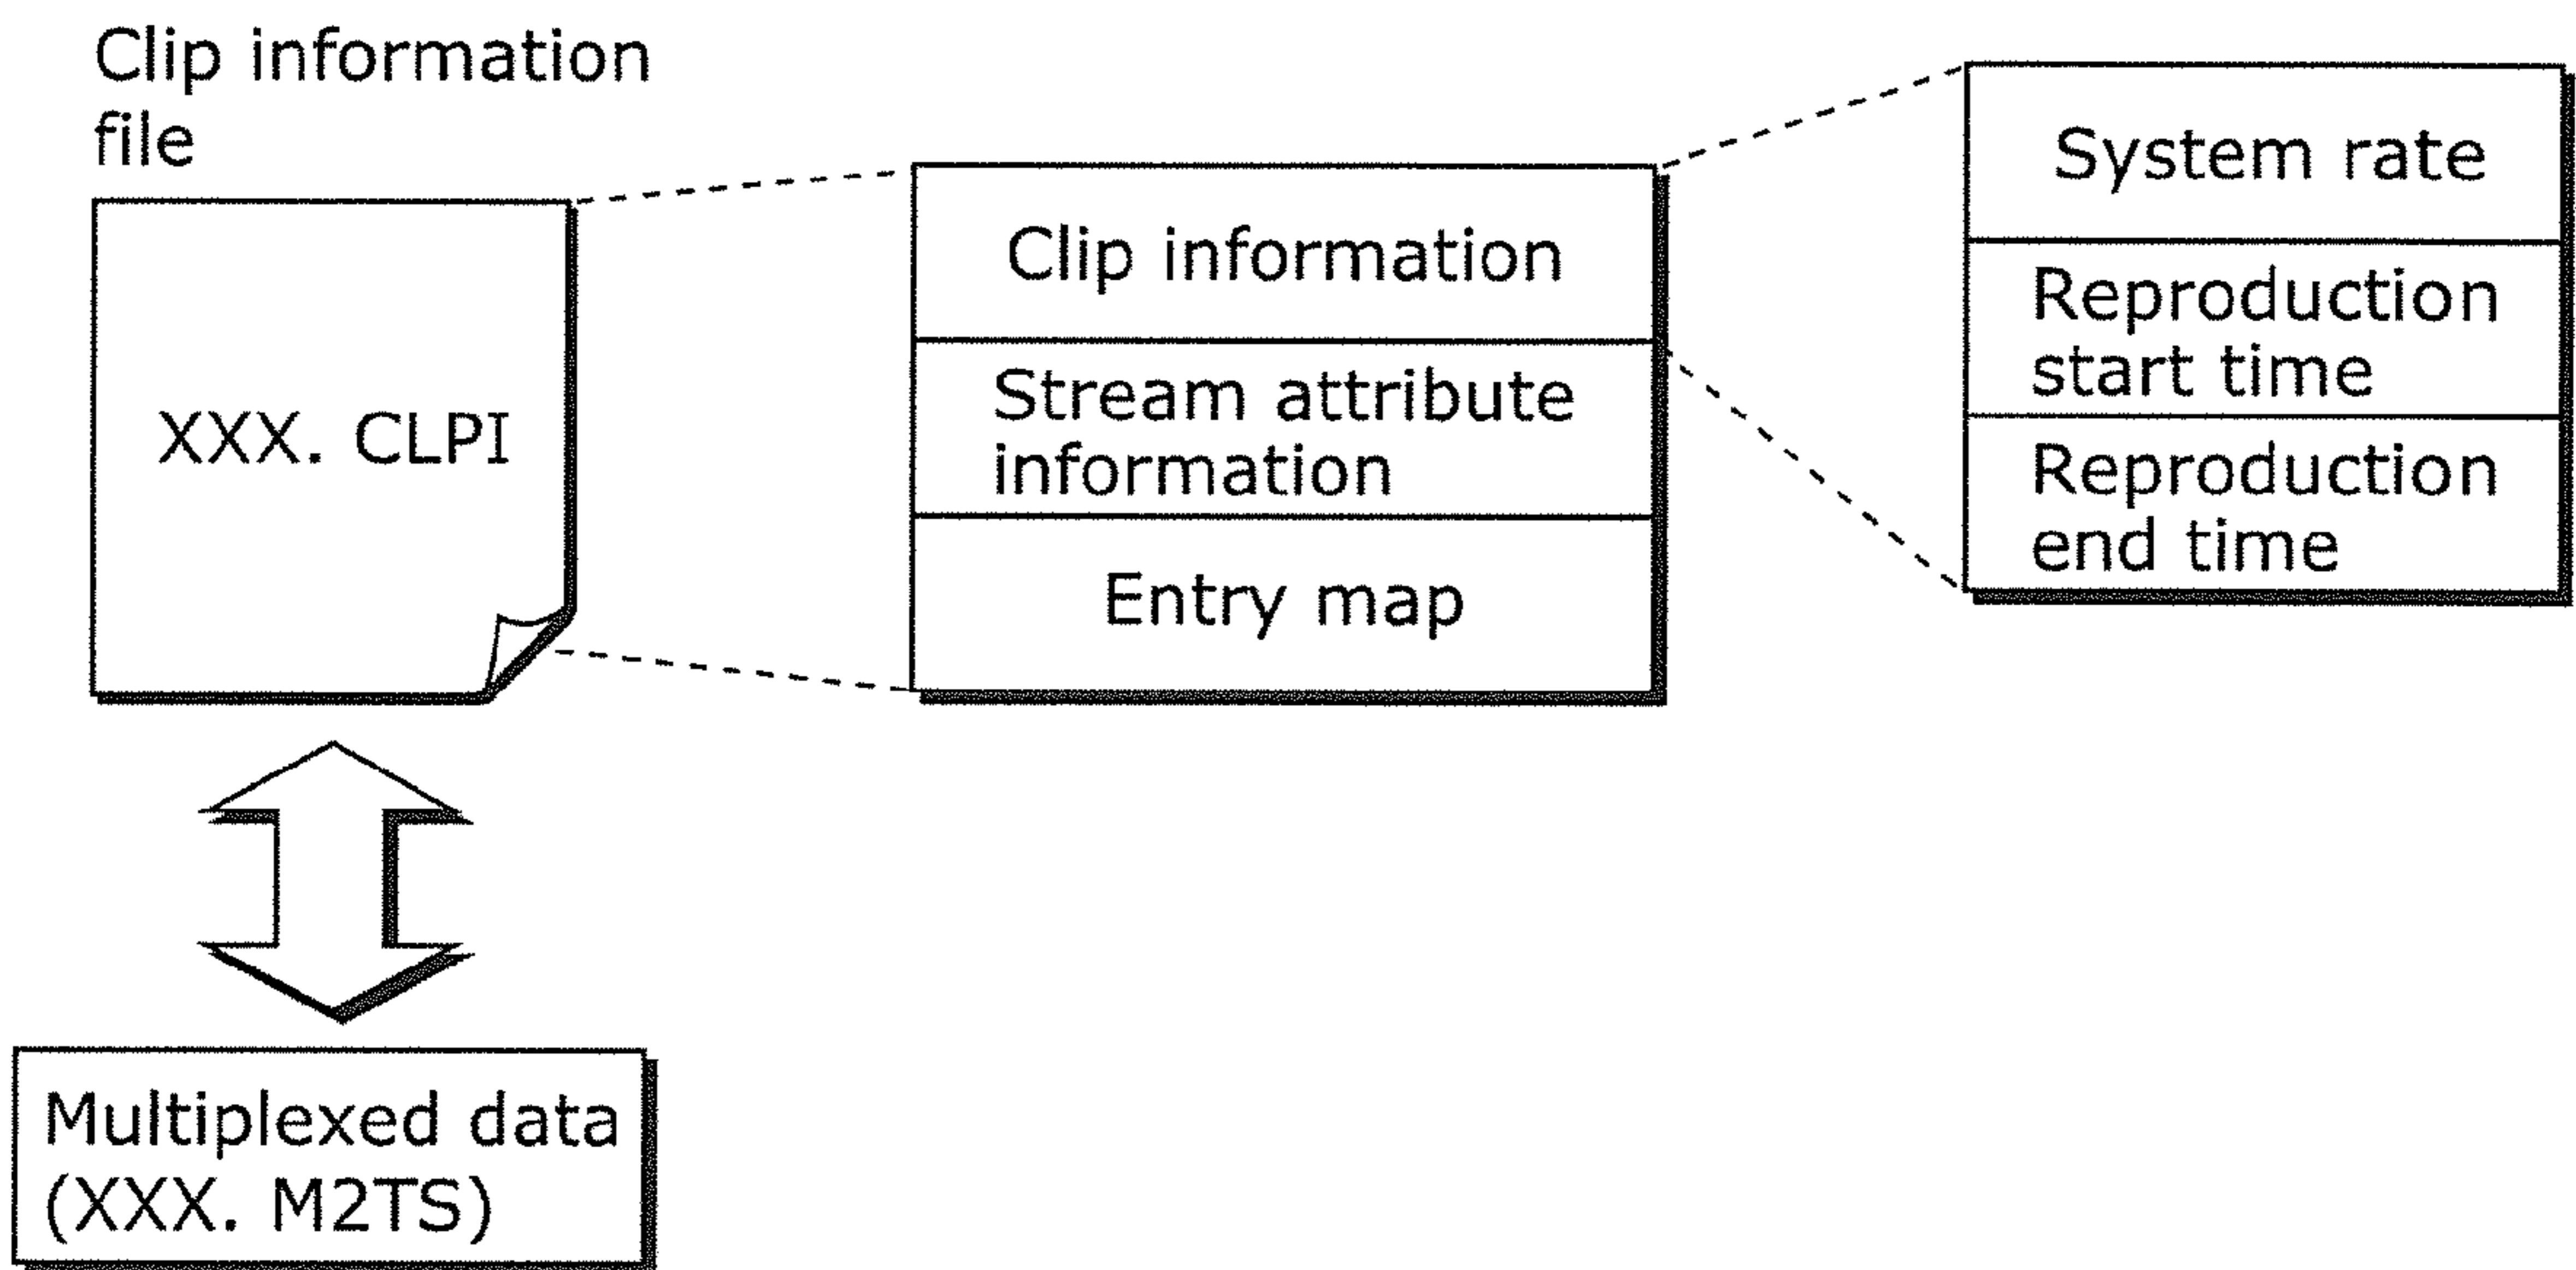 Clip information
file
XXX. CLPI
Multiplexed data
(XXX. M2TS)
Clip information
Stream attribute
information
Entry map
System rate
Reproduction
start time
Reproduction
end time